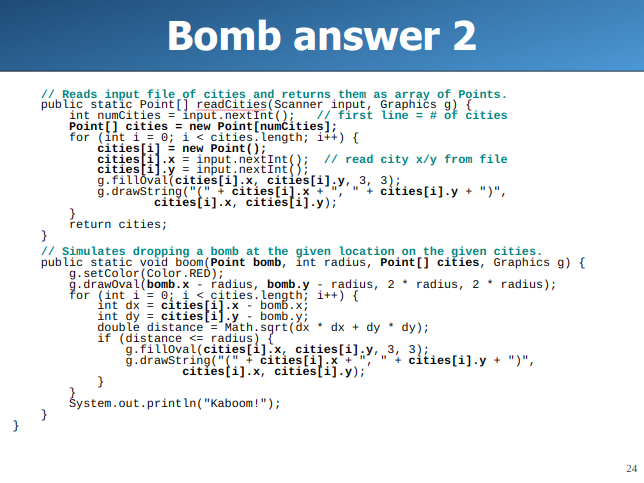 Bomb answer 2
// Reads input file of cities and returns them as array of Points.
public static Point[] readCities(Scanner input, Graphics g) {
int numCities = input.nextInt();   // first line = # of cities
Point[] cities = new Point[numCities];
for (int i = 0; i < cities.length; i++) {
cities[i] = new Point();
cities[i].x = input.nextInt();  // read city x/y from file
cities[i].y = input.nextInt();
g.fillOval(cities[i].x, cities[i].y, 3, 3);
g.drawString("(" + cities[i].x + ", " + cities[i].y + ")",
cities[i].x, cities[i].y);
}
return cities;
}
// Simulates dropping a bomb at the given location on the given cities.
public static void boom(Point bomb, int radius, Point[] cities, Graphics g) {
g.setColor(Color.RED);
g.drawOval(bomb.x - radius, bomb.y - radius, 2 * radius, 2 * radius);
for (int i = 0; i < cities.length; i++) {
int dx = cities[i].x - bomb.x;
int dy = cities[i].y - bomb.y;
double distance = Math.sqrt(dx * dx + dy * dy);
if (distance <= radius) {
g.fillOval(cities[i].x, cities[i].y, 3, 3);
g.drawString("(" + cities[i].x + ", " + cities[i].y + ")",
cities[i].x, cities[i].y);
}
}
System.out.println("Kaboom!");
}
}
24